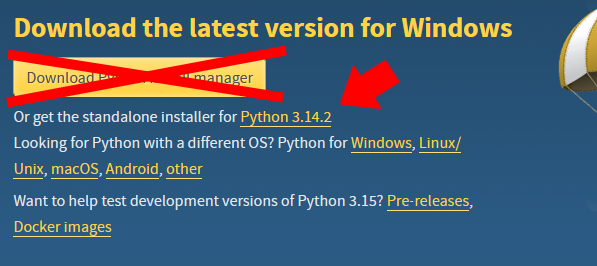 Download the latest version for Windows
Download manager
Or get the standalone installer for Python 3.14.2
Looking for Python with a different OS? Python for Windows, Linux/
Unix, macOS, Android, other
Want to help test development versions of Python 3.15? Pre-releases,
Docker images